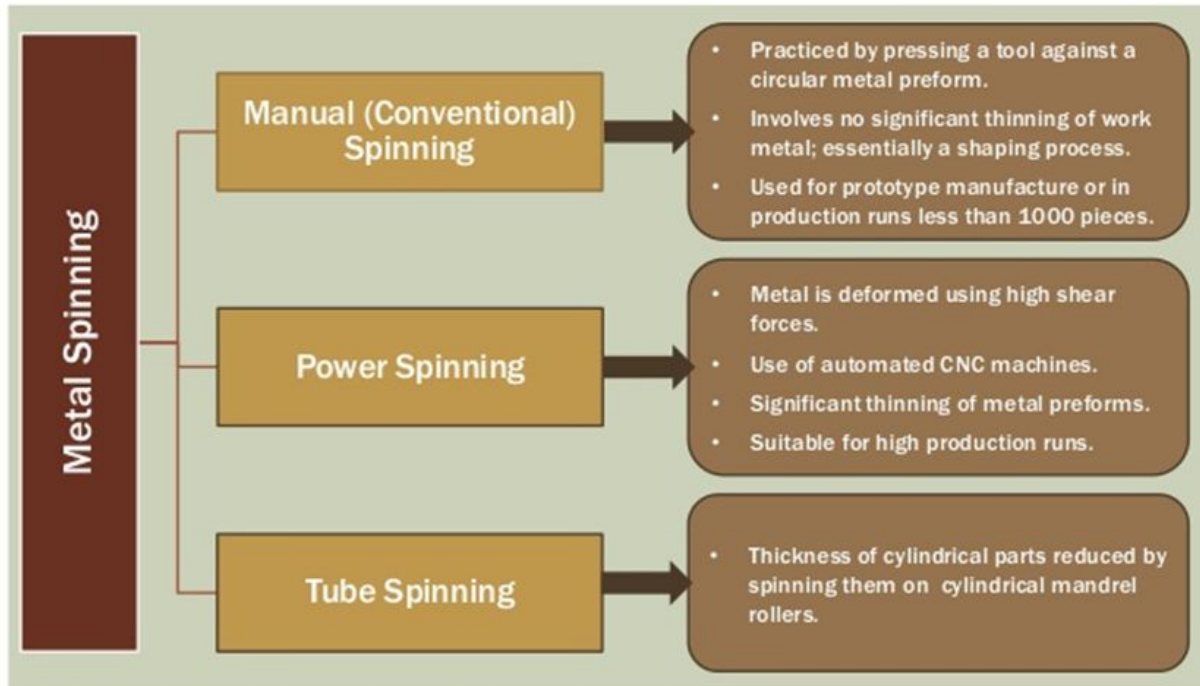 Metal Spinning
Manual (Conventional)
Spinning
• Practiced by pressing a tool against a
circular metal preform.
• Involves no significant thinning of work
metal; essentially a shaping process.
• Used for prototype manufacture or in
production runs less than 1000 pieces.
Power Spinning
• Metal is deformed using high shear
forces.
• Use of automated CNC machines.
• Significant thinning of metal preforms.
• Suitable for high production runs.
Tube Spinning
• Thickness of cylindrical parts reduced by
spinning them on cylindrical mandrel
rollers.